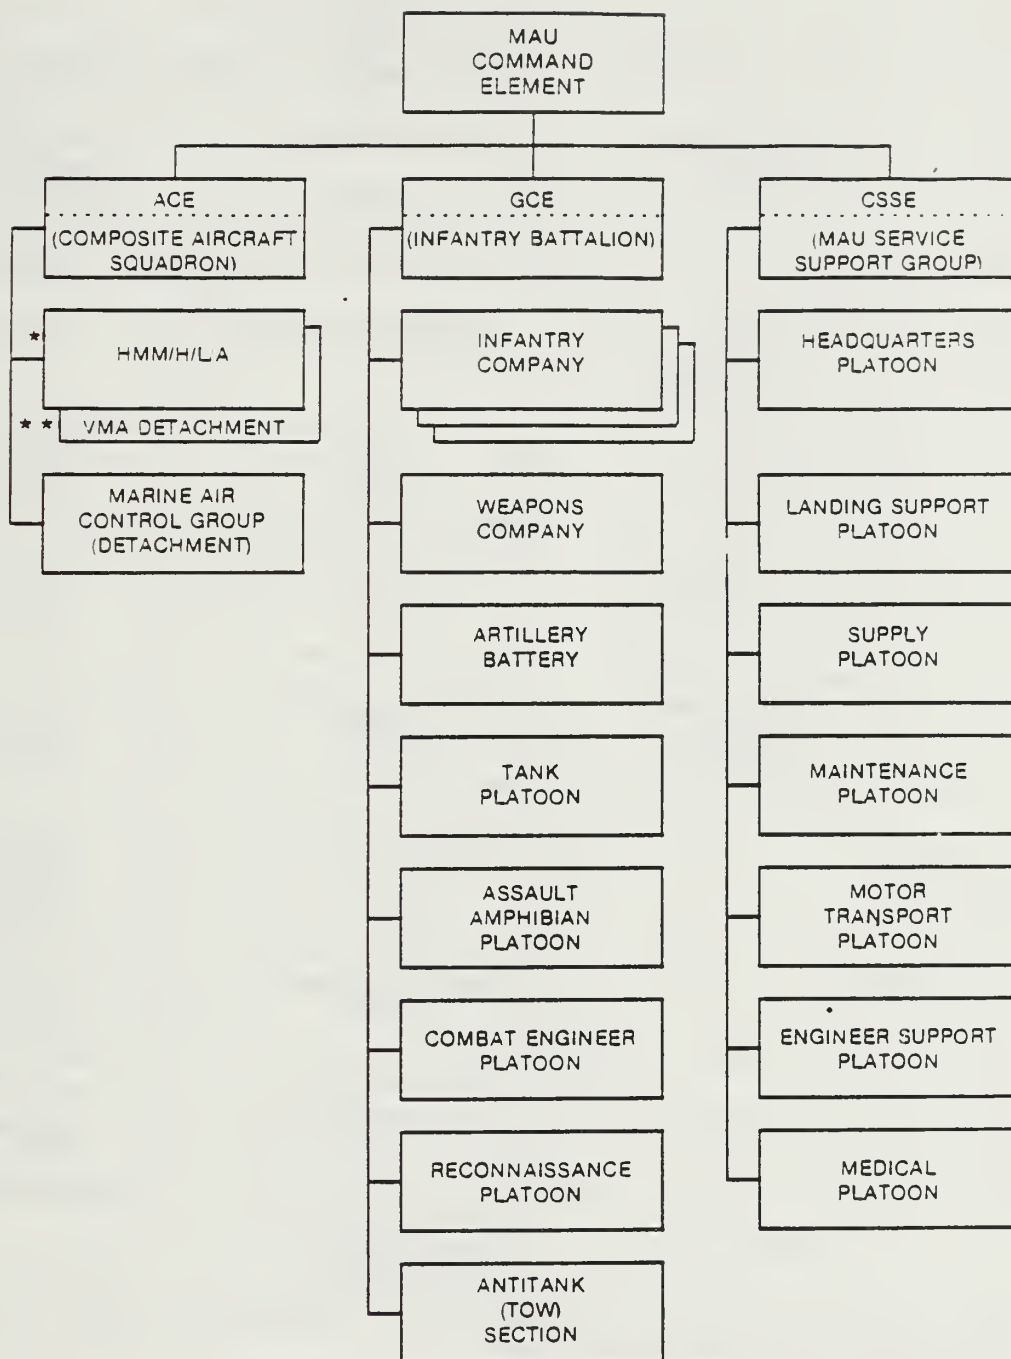 MAU
COMMAND
ELEMENT
ACE
(COMPOSITE AIRCRAFT
SQUADRON)
*
HMM/H/L/A
* *
VMA DETACHMENT
MARINE AIR
CONTROL GROUP
(DETACHMENT)
GCE
(INFANTRY BATTALION)
INFANTRY
COMPANY
WEAPONS
COMPANY
ARTILLERY
BATTERY
TANK
PLATOON
ASSAULT
AMPHIBIAN
PLATOON
COMBAT ENGINEER
PLATOON
RECONNAISSANCE
PLATOON
ANTITANK
(TOW)
SECTION
CSSE
(MAU SERVICE
SUPPORT GROUP)
HEADQUARTERS
PLATOON
LANDING SUPPORT
PLATOON
SUPPLY
PLATOON
MAINTENANCE
PLATOON
MOTOR
TRANSPORT
PLATOON
ENGINEER SUPPORT
PLATOON
MEDICAL
PLATOON